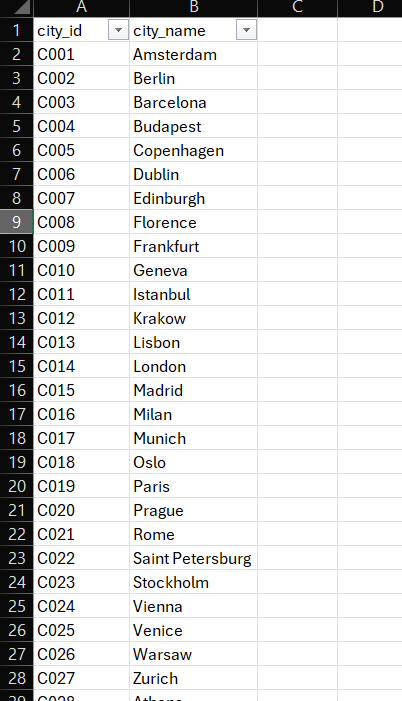 A B C D
1 city_id city_name
2 C001 Amsterdam
3 C002 Berlin
4 C003 Barcelona
5 C004 Budapest
6 C005 Copenhagen
7 C006 Dublin
8 C007 Edinburgh
9 C008 Florence
10 C009 Frankfurt
11 C010 Geneva
12 C011 Istanbul
13 C012 Krakow
14 C013 Lisbon
15 C014 London
16 C015 Madrid
17 C016 Milan
18 C017 Munich
19 C018 Oslo
20 C019 Paris
21 C020 Prague
22 C021 Rome
23 C022 Saint Petersburg
24 C023 Stockholm
25 C024 Vienna
26 C025 Venice
27 C026 Warsaw
28 C027 Zurich
29 C028 Athens